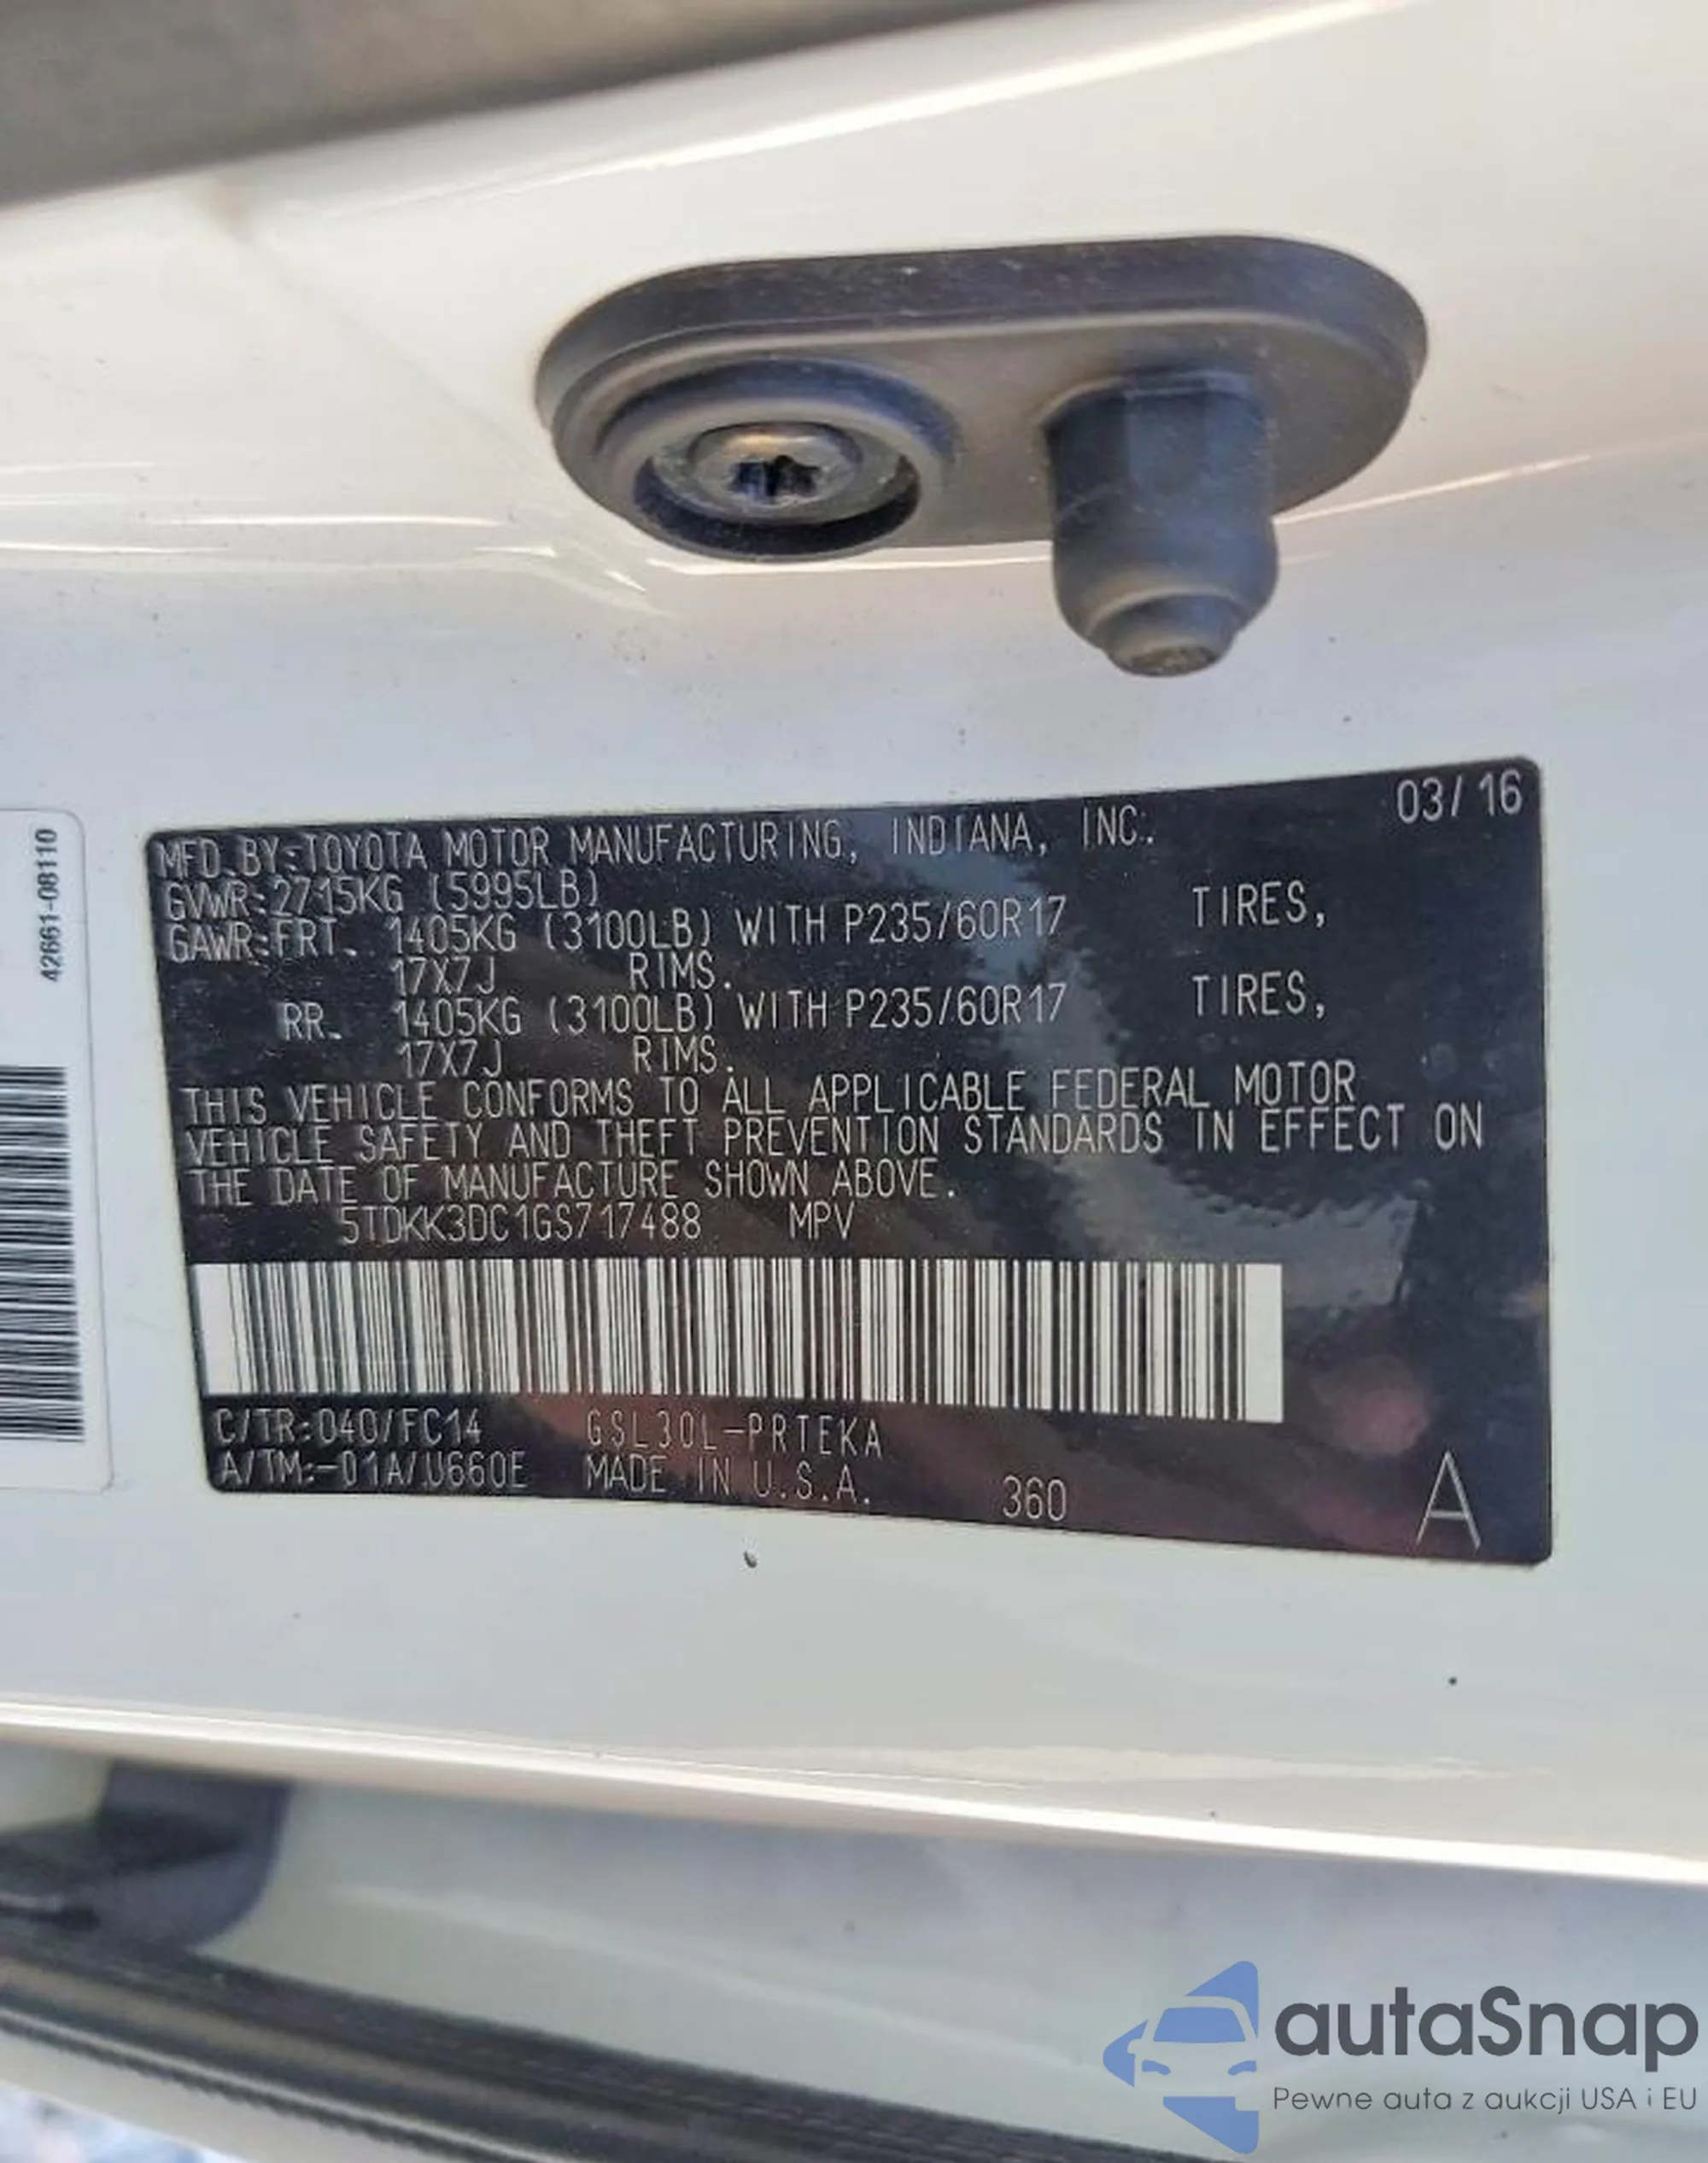 03/16
MFD. BY: TOYOTA MOTOR MANUFACTURING, INDIANA, INC.
GVWR: 2715KG (5995LB)
GAWR: FRT. 1405KG (3100LB) WITH P235/60R17 TIRES,
17X7J RIMS.
RR. 1405KG (3100LB) WITH P235/60R17 TIRES,
17X7J RIMS.
THIS VEHICLE CONFORMS TO ALL APPLICABLE FEDERAL MOTOR
VEHICLE SAFETY AND THEFT PREVENTION STANDARDS IN EFFECT ON
THE DATE OF MANUFACTURE SHOWN ABOVE.
5TDKK3DC1GS717488 MPV
C/TR: 040/FC14 GSL30L-PRTEKA
A/TM: -01A/U660E MADE IN U.S.A. 360 A
42661-08110
autaSnap
Pewne auta z aukcji USA i EU